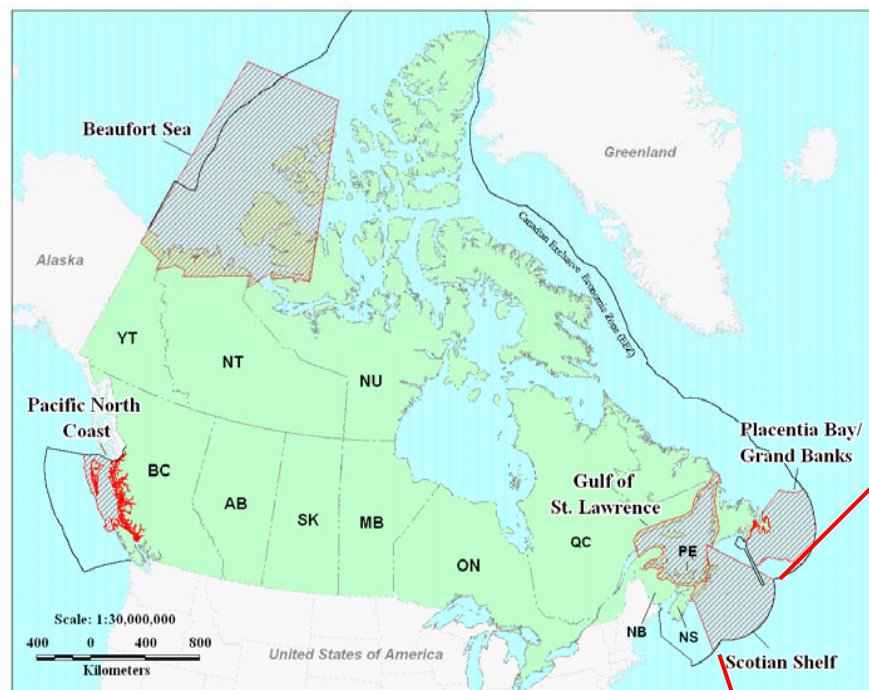 Beaufort Sea
Greenland
Alaska
Canadian Exclusive Economic Zone (EEZ)
YT
NT
NU
Pacific North
Coast
Placentia Bay/
Grand Banks
BC
Gulf of
St. Lawrence
AB
SK
MB
QC
PE
ON
Scale: 1:30,000,000
400 0 400 800
Kilometers
NB
NS
United States of America
Scotian Shelf